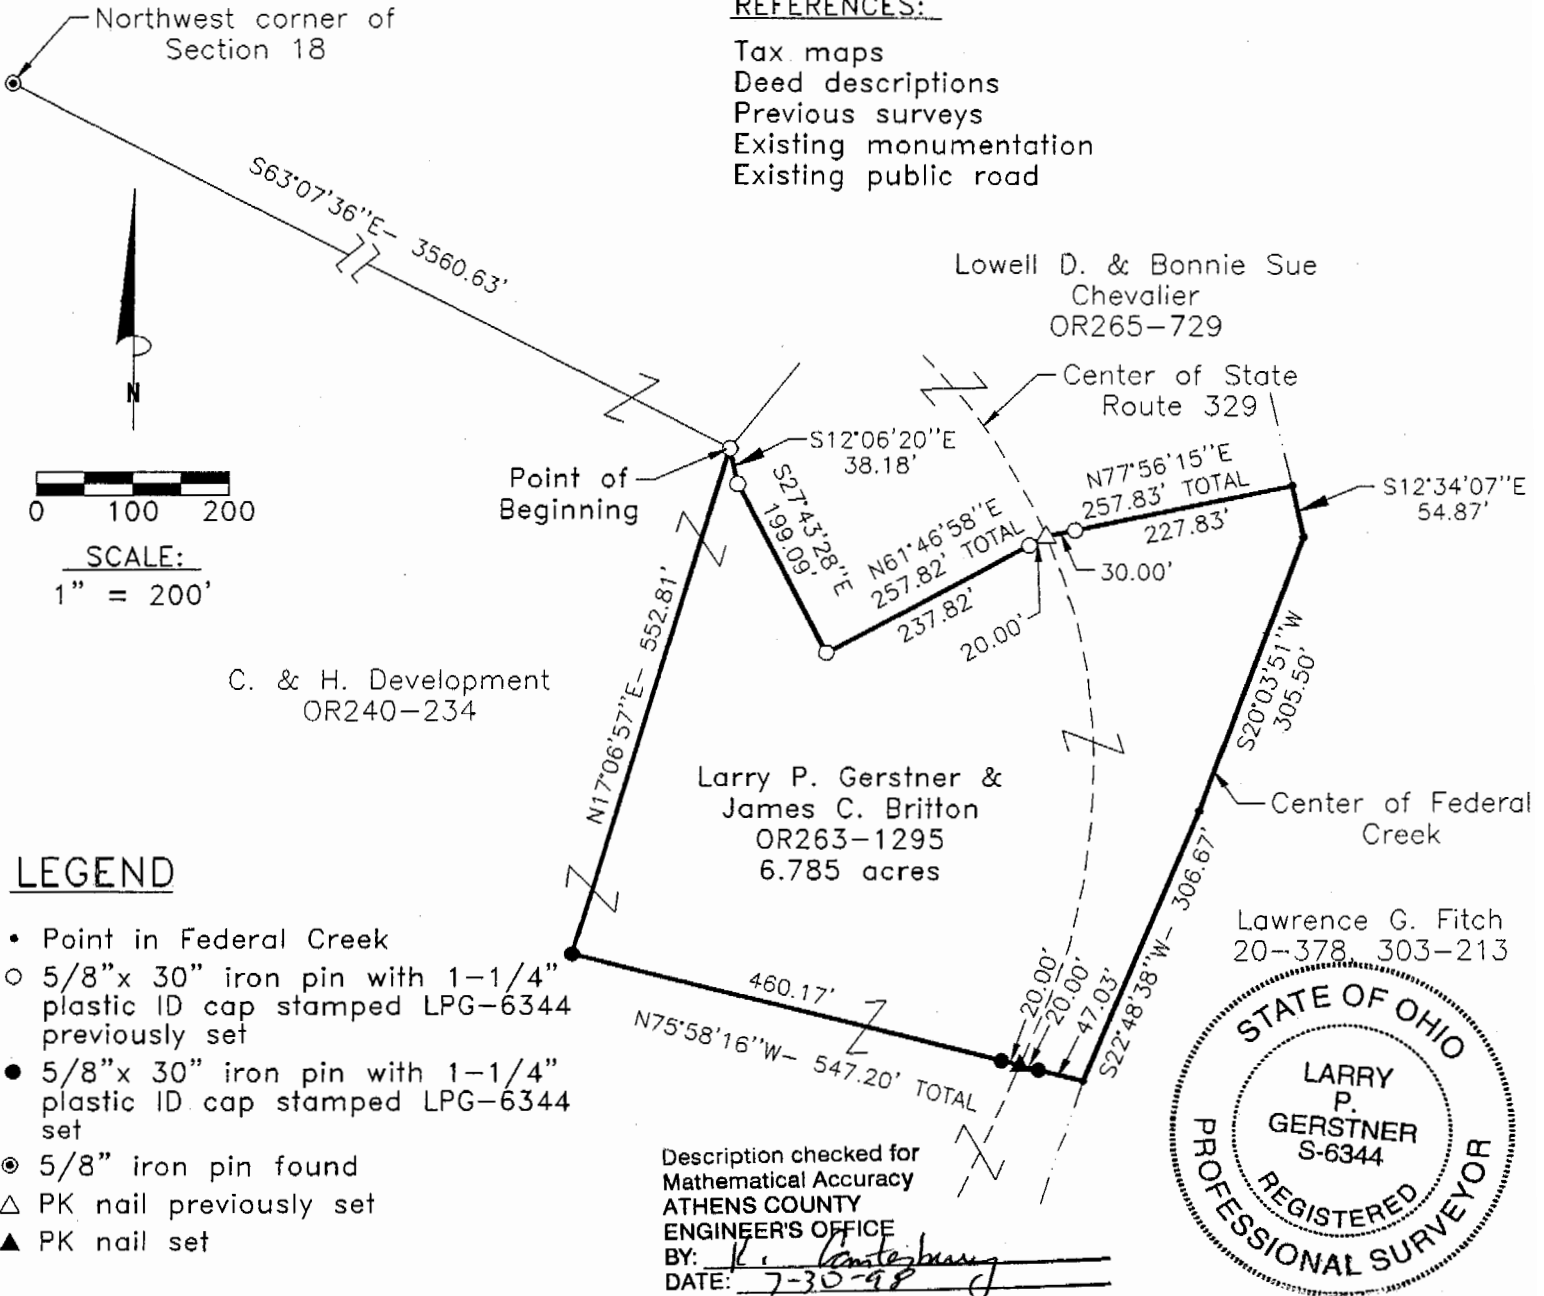 Northwest corner of
Section 18
REFERENCES:
Tax maps
Deed descriptions
Previous surveys
Existing monumentation
Existing public road
S63°07'36"E- 3560.63'
N
0 100 200
SCALE:
1" = 200'
Lowell D. & Bonnie Sue
Chevalier
OR265-729
Center of State
Route 329
Point of
Beginning
S12°06'20"E
38.18'
S27°43'28"E
199.09'
N61°46'58"E
257.82' TOTAL
237.82'
20.00'
N77°56'15"E
257.83' TOTAL
227.83'
30.00'
S12°34'07"E
54.87'
S20°03'51"W
305.50'
N17°06'57"E- 552.81'
C. & H. Development
OR240-234
Larry P. Gerstner &
James C. Britton
OR263-1295
6.785 acres
Center of Federal
Creek
S22°48'38"W- 306.67'
Lawrence G. Fitch
20-378, 303-213
460.17'
N75°58'16"W- 547.20' TOTAL
20.00'
20.00'
47.03'
LEGEND
Point in Federal Creek
5/8"x 30" iron pin with 1-1/4"
plastic ID cap stamped LPG-6344
previously set
5/8"x 30" iron pin with 1-1/4"
plastic ID cap stamped LPG-6344
set
5/8" iron pin found
PK nail previously set
PK nail set
Description checked for
Mathematical Accuracy
ATHENS COUNTY
ENGINEER'S OFFICE
BY: K.
DATE: 7-30-98
STATE OF OHIO
LARRY
P.
GERSTNER
S-6344
REGISTERED
PROFESSIONAL SURVEYOR